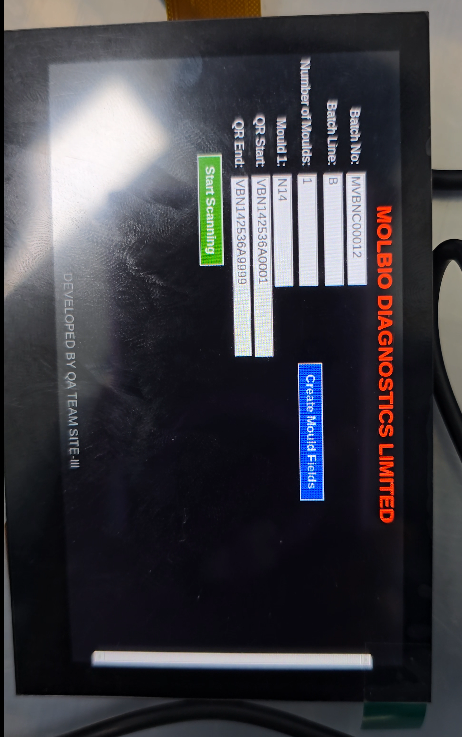 MOLBIO DIAGNOSTICS LIMITED
Batch No: MVBNC00012
Batch Line: B
Number of Moulds: 1
Create Mould Fields
Mould 1: N14
QR Start: VBN142536A0001
QR End: VBN142536A9999
Start Scanning
DEVELOPED BY QA TEAM SITE-III